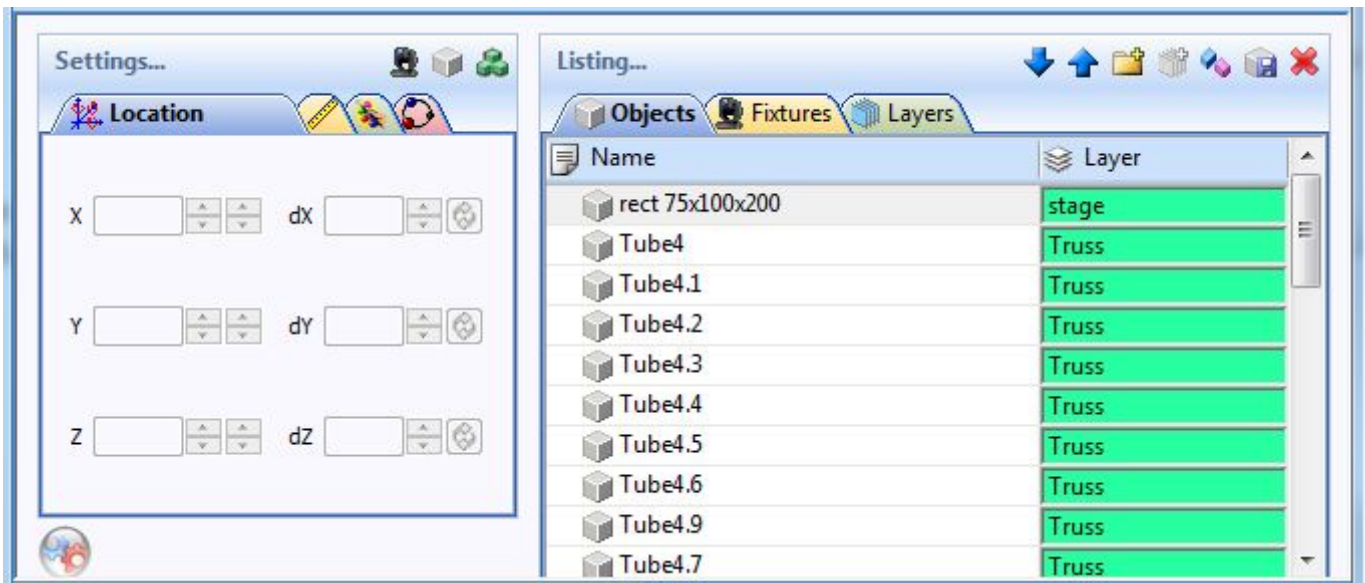 Settings...
Location
X dX
Y dY
Z dZ
Listing...
Objects Fixtures Layers
Name Layer
rect 75x100x200 stage
Tube4 Truss
Tube4.1 Truss
Tube4.2 Truss
Tube4.3 Truss
Tube4.4 Truss
Tube4.5 Truss
Tube4.6 Truss
Tube4.9 Truss
Tube4.7 Truss